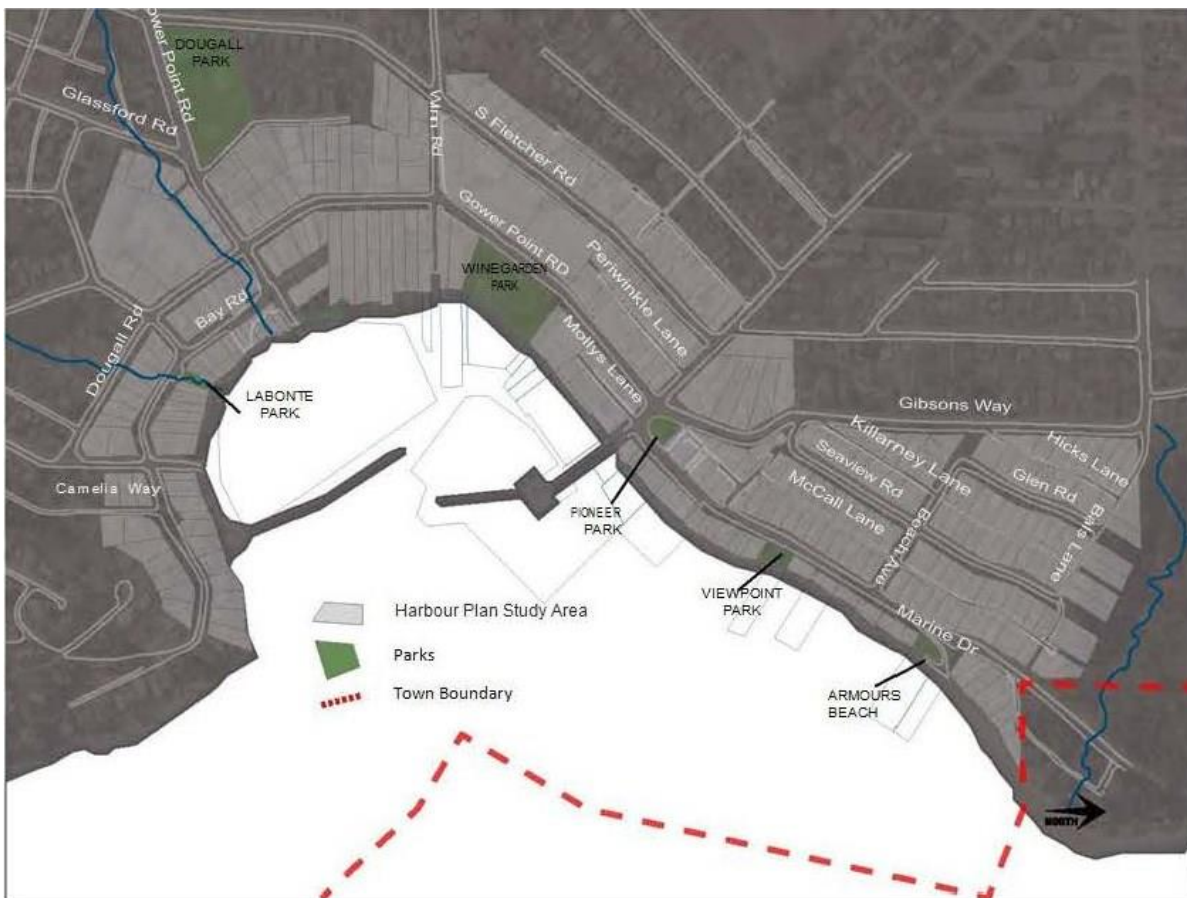 DOUGALL
PARK
Gower Point Rd
Glassford Rd
Winn Rd
S Fletcher Rd
Gower Point RD
WINEGARDEN
PARK
Periwinkle Lane
Mollys Lane
Dougall Rd
Bay Rd
LABONTE
PARK
Camelia Way
Gibsons Way
Killarney Lane
Seaview Rd
McCall Lane
Hicks Lane
Glen Rd
Beach Ave
Bals Lane
PIONEER
PARK
VIEWPOINT
PARK
Marine Dr
ARMOURS
BEACH
Harbour Plan Study Area
Parks
Town Boundary
NORTH